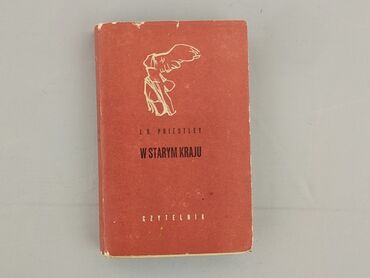 J. B. PRIESTLEY
W STARYM KRAJU
CZYTELNIK